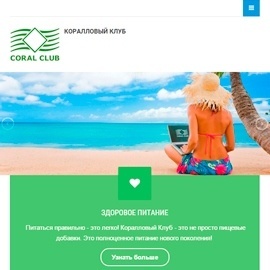 КОРАЛЛОВЫЙ КЛУБ
CORAL CLUB
ЗДОРОВОЕ ПИТАНИЕ
Питаться правильно - это легко! Коралловый Клуб - это не просто пищевые
добавки. Это полноценное питание нового поколения!
Узнать больше